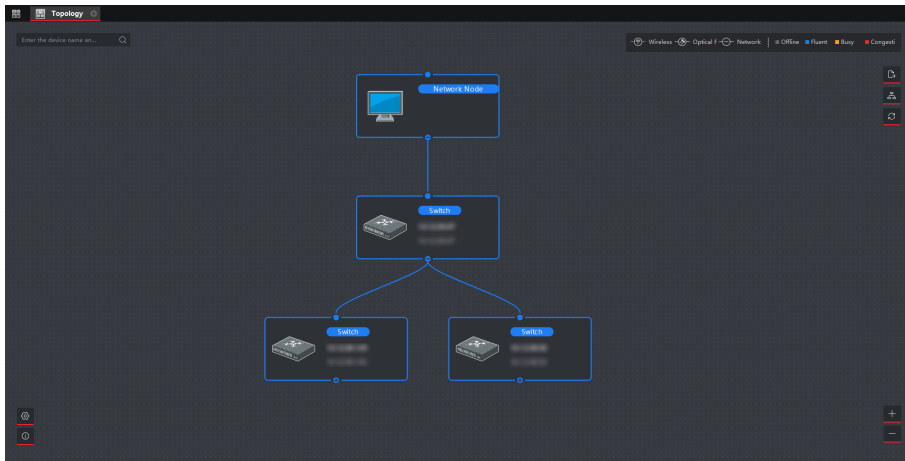 Topology
Enter the device name an...
Wireless Optical F Network Offline Fluent Busy Congesti
Network Node
Switch
Switch
Switch